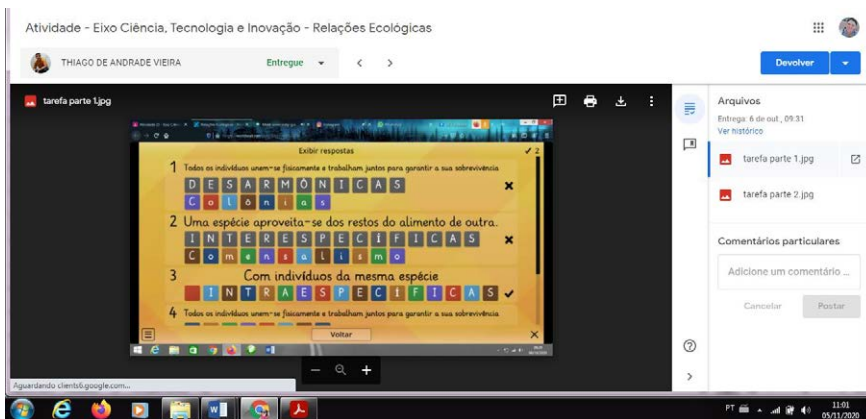 Atividade - Eixo Ciência, Tecnologia e Inovação - Relações Ecológicas
THIAGO DE ANDRADE VIEIRA
Entregue
Devolver
tarefa parte 1.jpg
Exibir respostas
2
1 Todos os indivíduos unem-se fisicamente e trabalham juntos para garantir a sua sobrevivência
DESARMÔNICAS
Colônias
2 Uma espécie aproveita-se dos restos do alimento de outra.
INTERESPECÍFICAS
Comensalismo
3 Com indivíduos da mesma espécie
INTRAESPECÍFICAS
4 Todos os indivíduos unem-se fisicamente e trabalham juntos para garantir a sua sobrevivência
Voltar
Arquivos
Entrega: 6 de out., 09:31
Ver histórico
tarefa parte 1.jpg
tarefa parte 2.jpg
Comentários particulares
Adicione um comentário ...
Cancelar
Postar
Aguardando clients6.google.com...
PT
11:01
05/11/2020